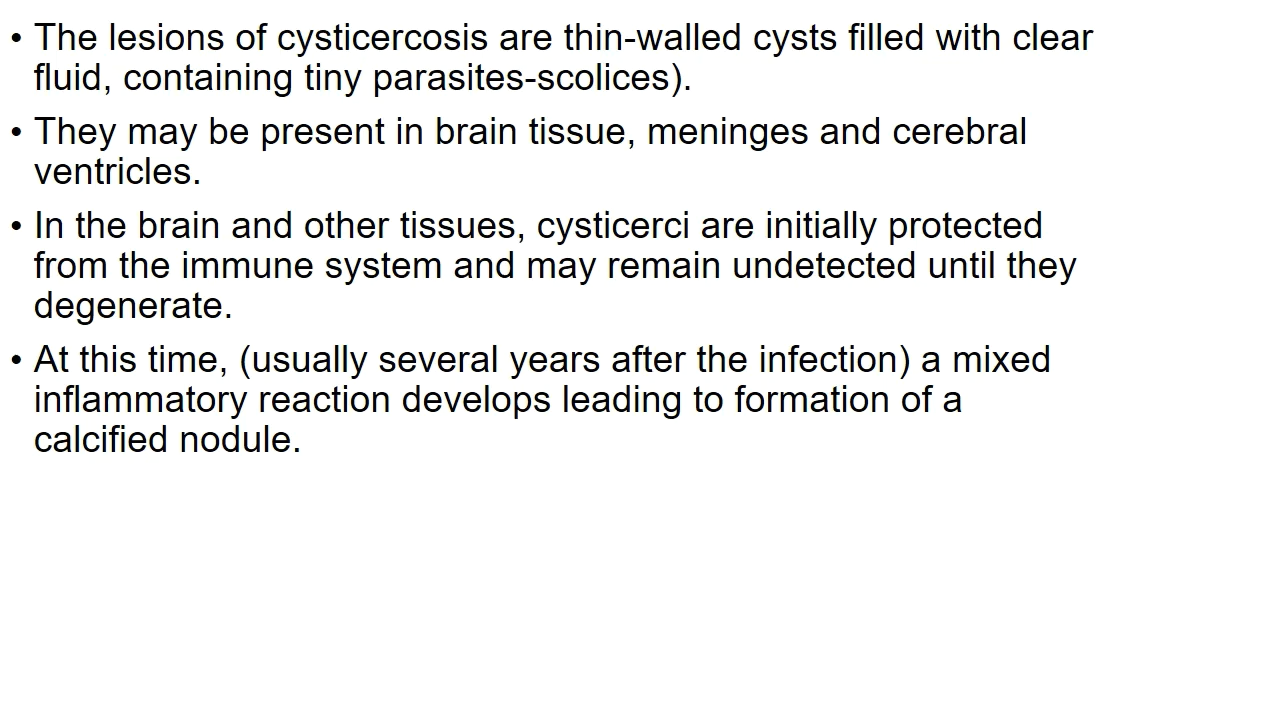 • The lesions of cysticercosis are thin-walled cysts filled with clear
fluid, containing tiny parasites-scolices).
• They may be present in brain tissue, meninges and cerebral
ventricles.
• In the brain and other tissues, cysticerci are initially protected
from the immune system and may remain undetected until they
degenerate.
• At this time, (usually several years after the infection) a mixed
inflammatory reaction develops leading to formation of a
calcified nodule.